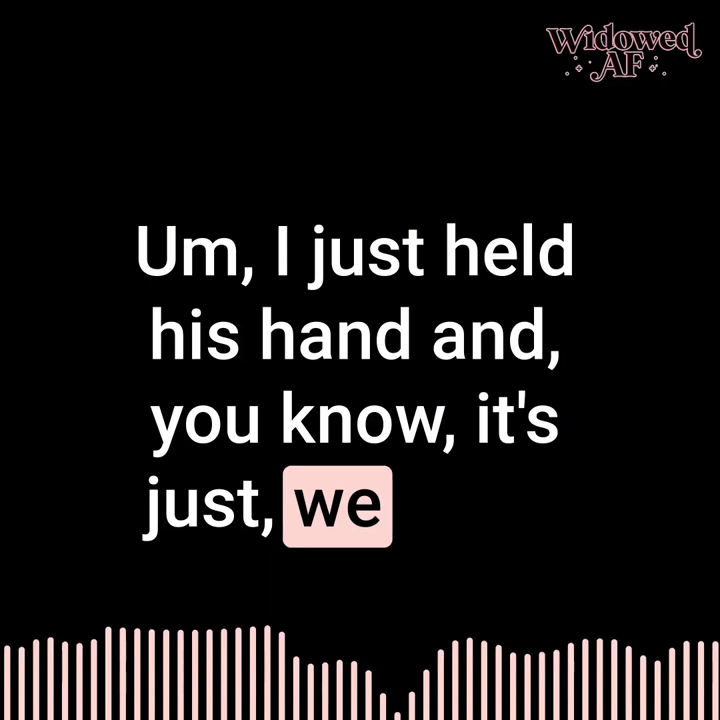 Widowed
AF
Um, I just held
his hand and,
you know, it's
just, we